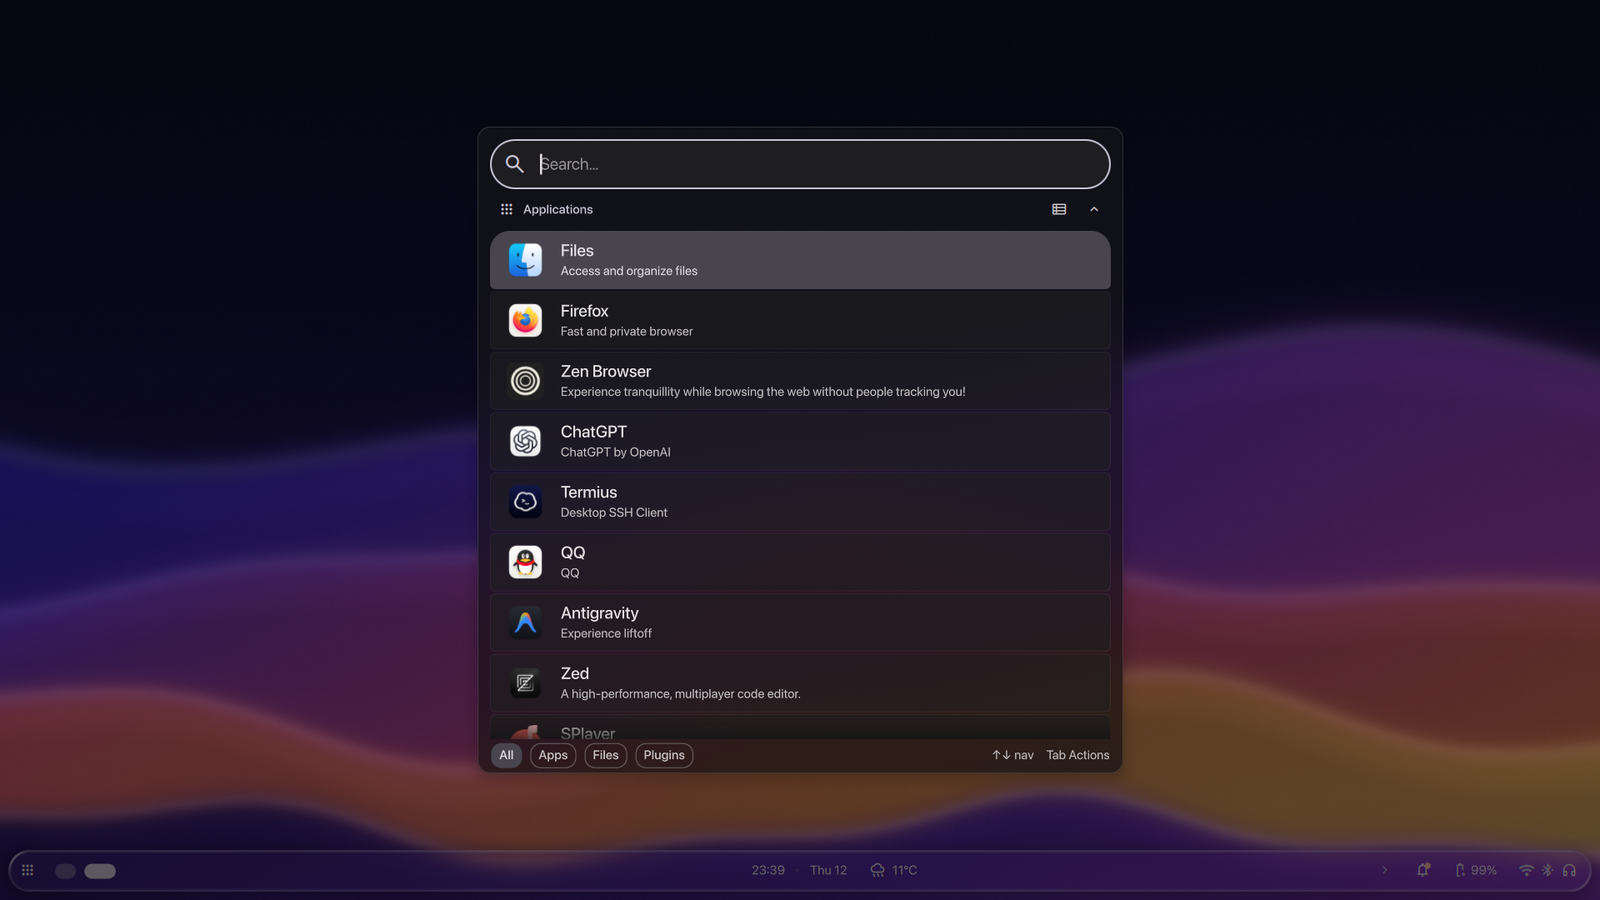 Search...
Applications
Files
Access and organize files
Firefox
Fast and private browser
Zen Browser
Experience tranquillity while browsing the web without people tracking you!
ChatGPT
ChatGPT by OpenAI
Termius
Desktop SSH Client
QQ
QQ
Antigravity
Experience liftoff
Zed
A high-performance, multiplayer code editor.
SPlayer
All Apps Files Plugins ↑↓ nav Tab Actions
23:39 · Thu 12 11°C 99%